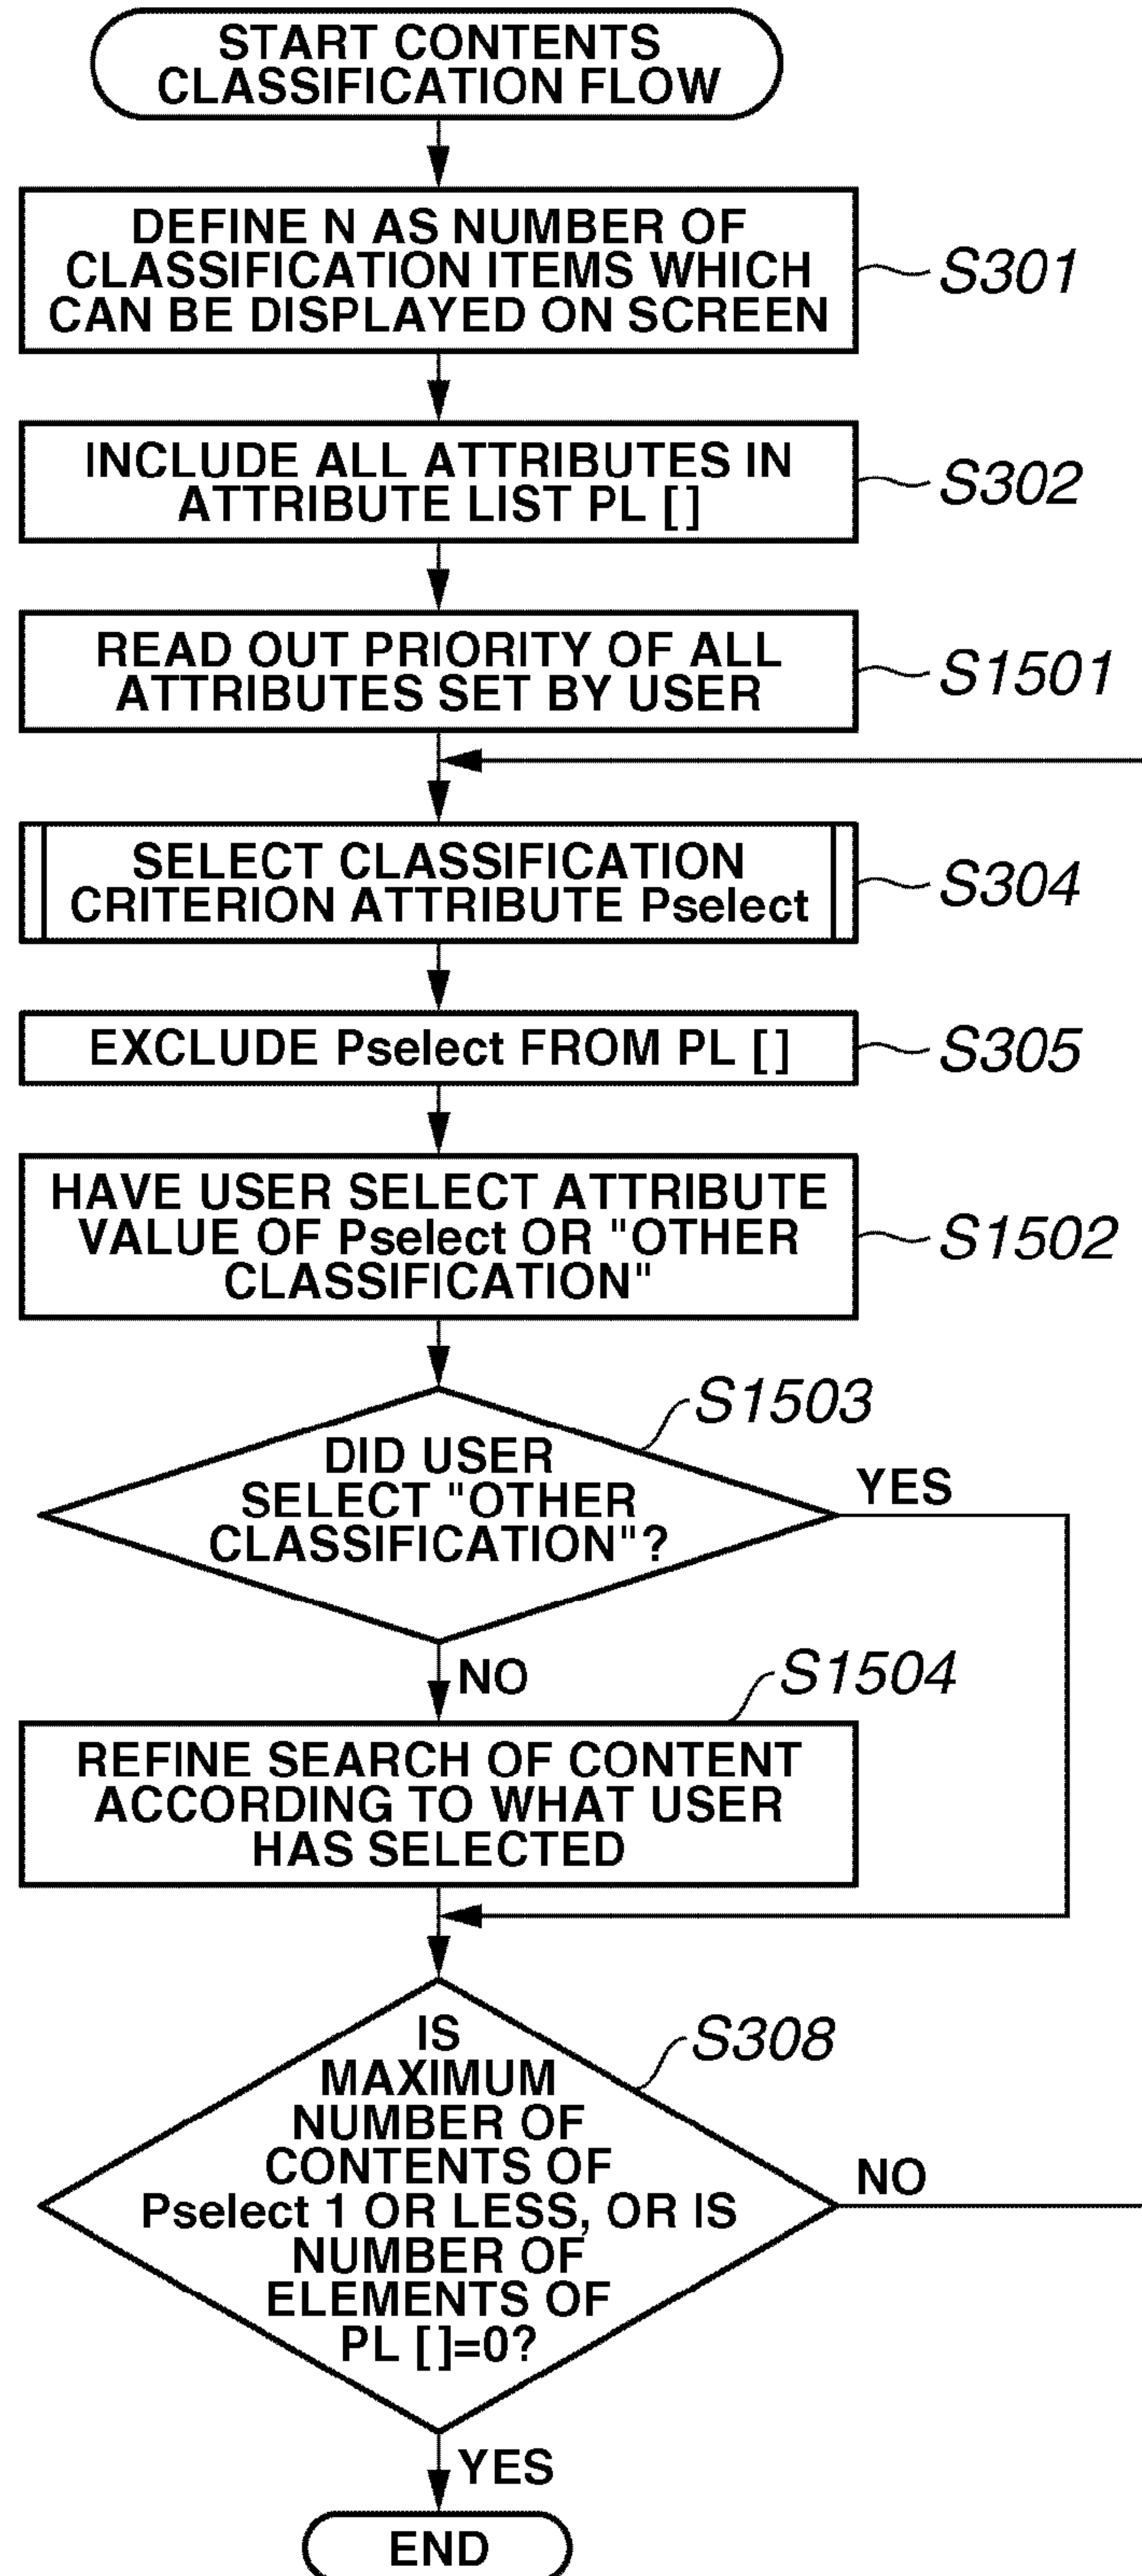 START CONTENTS
CLASSIFICATION FLOW
DEFINE N AS NUMBER OF
CLASSIFICATION ITEMS WHICH
CAN BE DISPLAYED ON SCREEN
S301
INCLUDE ALL ATTRIBUTES IN
ATTRIBUTE LIST PL [ ]
S302
READ OUT PRIORITY OF ALL
ATTRIBUTES SET BY USER
S1501
SELECT CLASSIFICATION
CRITERION ATTRIBUTE Pselect
S304
EXCLUDE Pselect FROM PL [ ]
S305
HAVE USER SELECT ATTRIBUTE
VALUE OF Pselect OR "OTHER
CLASSIFICATION"
S1502
S1503
DID USER
SELECT "OTHER
CLASSIFICATION"?
YES
NO
S1504
REFINE SEARCH OF CONTENT
ACCORDING TO WHAT USER
HAS SELECTED
S308
IS
MAXIMUM
NUMBER OF
CONTENTS OF
Pselect 1 OR LESS, OR IS
NUMBER OF
ELEMENTS OF
PL [ ]=0?
NO
YES
END